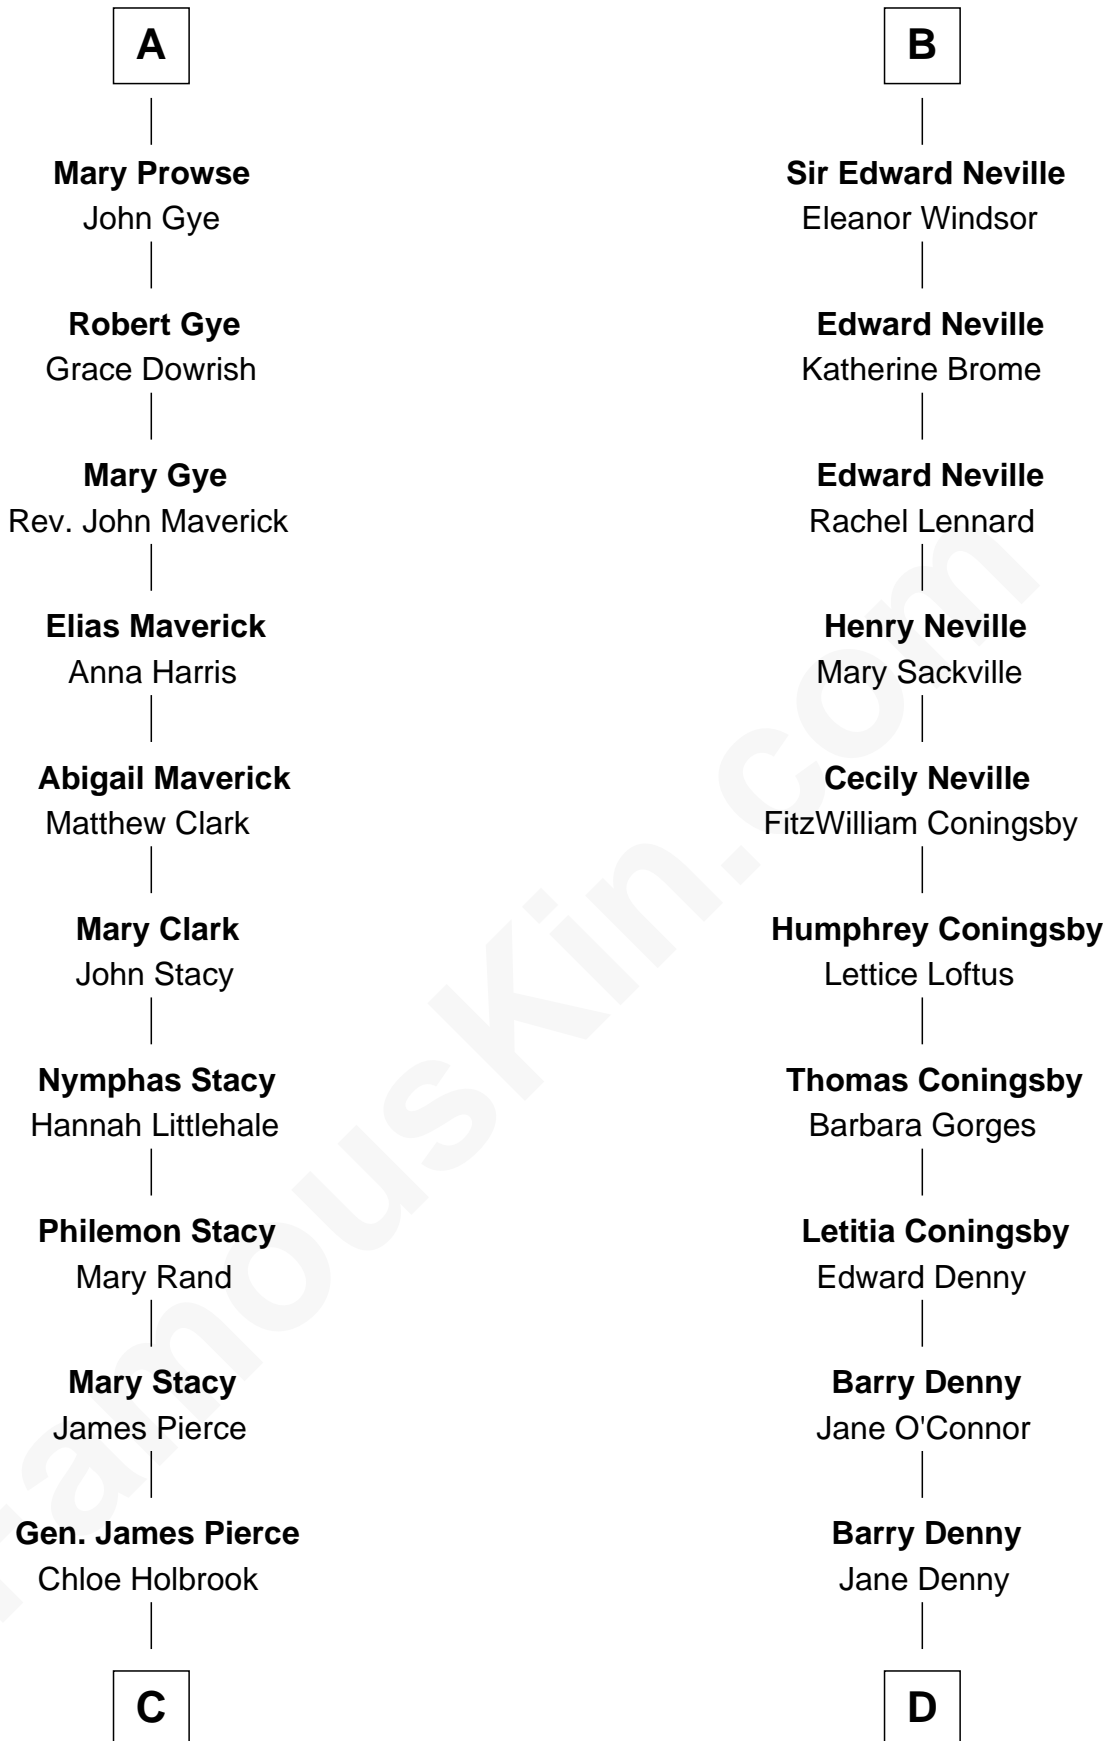 A
Mary Prowse
John Gye
Robert Gye
Grace Dowrish
Mary Gye
Rev. John Maverick
Elias Maverick
Anna Harris
Abigail Maverick
Matthew Clark
Mary Clark
John Stacy
Nymphas Stacy
Hannah Littlehale
Philemon Stacy
Mary Rand
Mary Stacy
James Pierce
Gen. James Pierce
Chloe Holbrook
C
B
Sir Edward Neville
Eleanor Windsor
Edward Neville
Katherine Brome
Edward Neville
Rachel Lennard
Henry Neville
Mary Sackville
Cecily Neville
FitzWilliam Coningsby
Humphrey Coningsby
Lettice Loftus
Thomas Coningsby
Barbara Gorges
Letitia Coningsby
Edward Denny
Barry Denny
Jane O'Connor
Barry Denny
Jane Denny
D
FamousKin.com